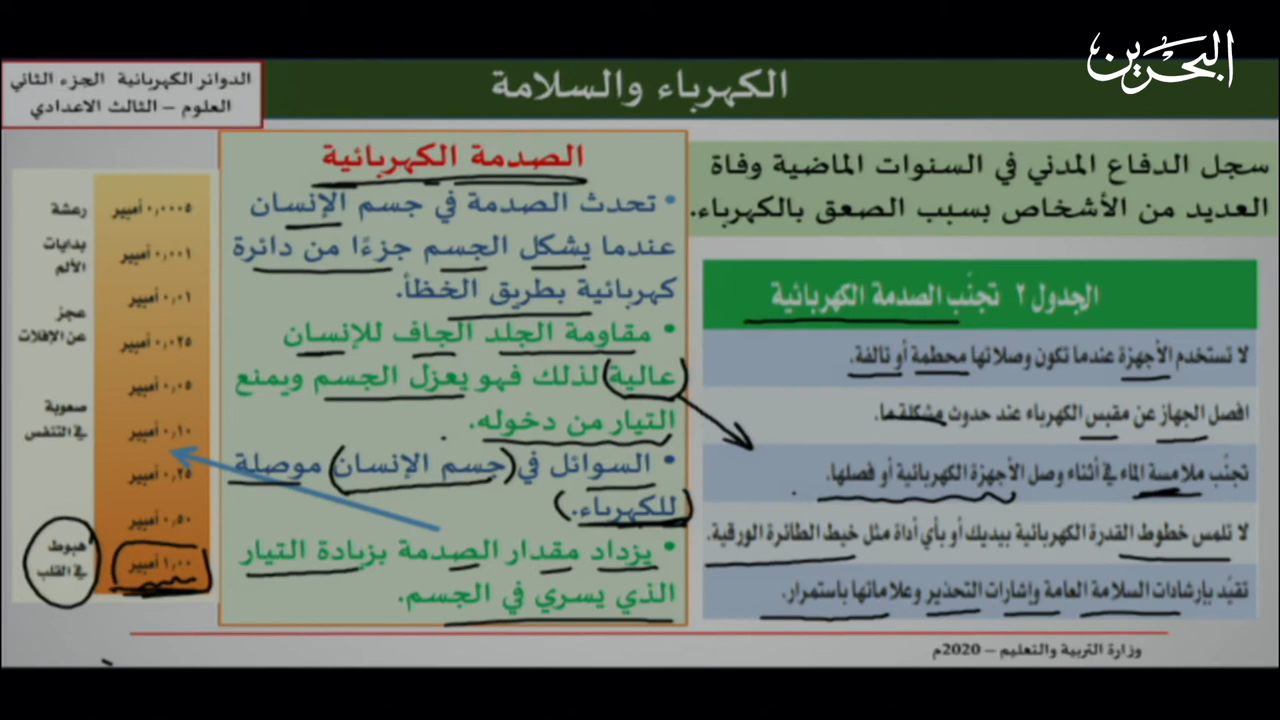 البحرين
الكهرباء والسلامة
الدوائر الكهربائية الجزء الثاني
العلوم – الثالث الاعدادي
سجل الدفاع المدني في السنوات الماضية وفاة
العديد من الأشخاص بسبب الصعق بالكهرباء.
الجدول ٢ تجنّب الصدمة الكهربائية
لا تستخدم الأجهزة عندما تكون وصلاتها محطمة أو تالفة.
افصل الجهاز عن مقبس الكهرباء عند حدوث مشكلة ما.
تجنّب ملامسة الماء في أثناء وصل الأجهزة الكهربائية أو فصلها.
لا تلمس خطوط القدرة الكهربائية بيديك أو بأي أداة مثل خيط الطائرة الورقية.
تقيّد بإرشادات السلامة العامة وإشارات التحذير وعلاماتها باستمرار.
الصدمة الكهربائية
• تحدث الصدمة في جسم الإنسان
عندما يشكل الجسم جزءًا من دائرة
كهربائية بطريق الخظأ.
• مقاومة الجلد الجاف للإنسان
عالية لذلك فهو يعزل الجسم ويمنع
التيار من دخوله.
• السوائل في (جسم الإنسان) موصلة
للكهرباء.
• يزداد مقدار الصدمة بزيادة التيار
الذي يسري في الجسم.
٠,٠٠٠٥ أمبير
رعشة
٠,٠٠١ أمبير
بدايات
الألم
٠,٠١ أمبير
عجز
عن الإفلات
٠,٠٢٥ أمبير
٠,٠٥ أمبير
صعوبة
في التنفس
٠,١٠ أمبير
٠,٢٥ أمبير
٠,٥٠ أمبير
هبوط
في القلب
١,٠٠ أمبير
وزارة التربية والتعليم – 2020م